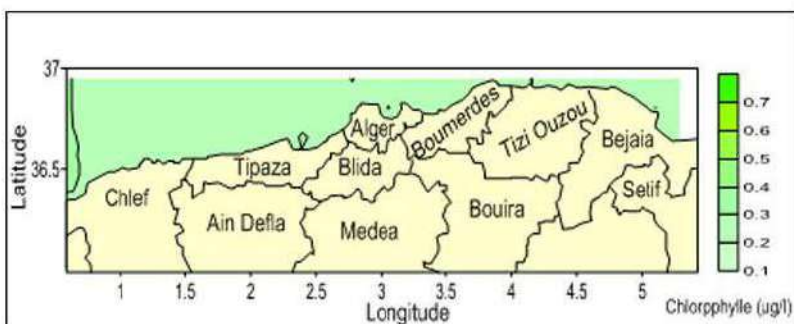 37
36.5
Latitude
Alger
Boumerdes
Tizi Ouzou
Bejaia
Tipaza
Blida
Chlef
Setif
Ain Defla
Medea
Bouira
1 1.5 2 2.5 3 3.5 4 4.5 5
Longitude
0.7
0.6
0.5
0.4
0.3
0.2
0.1
Chlorpphylle (ug/l)